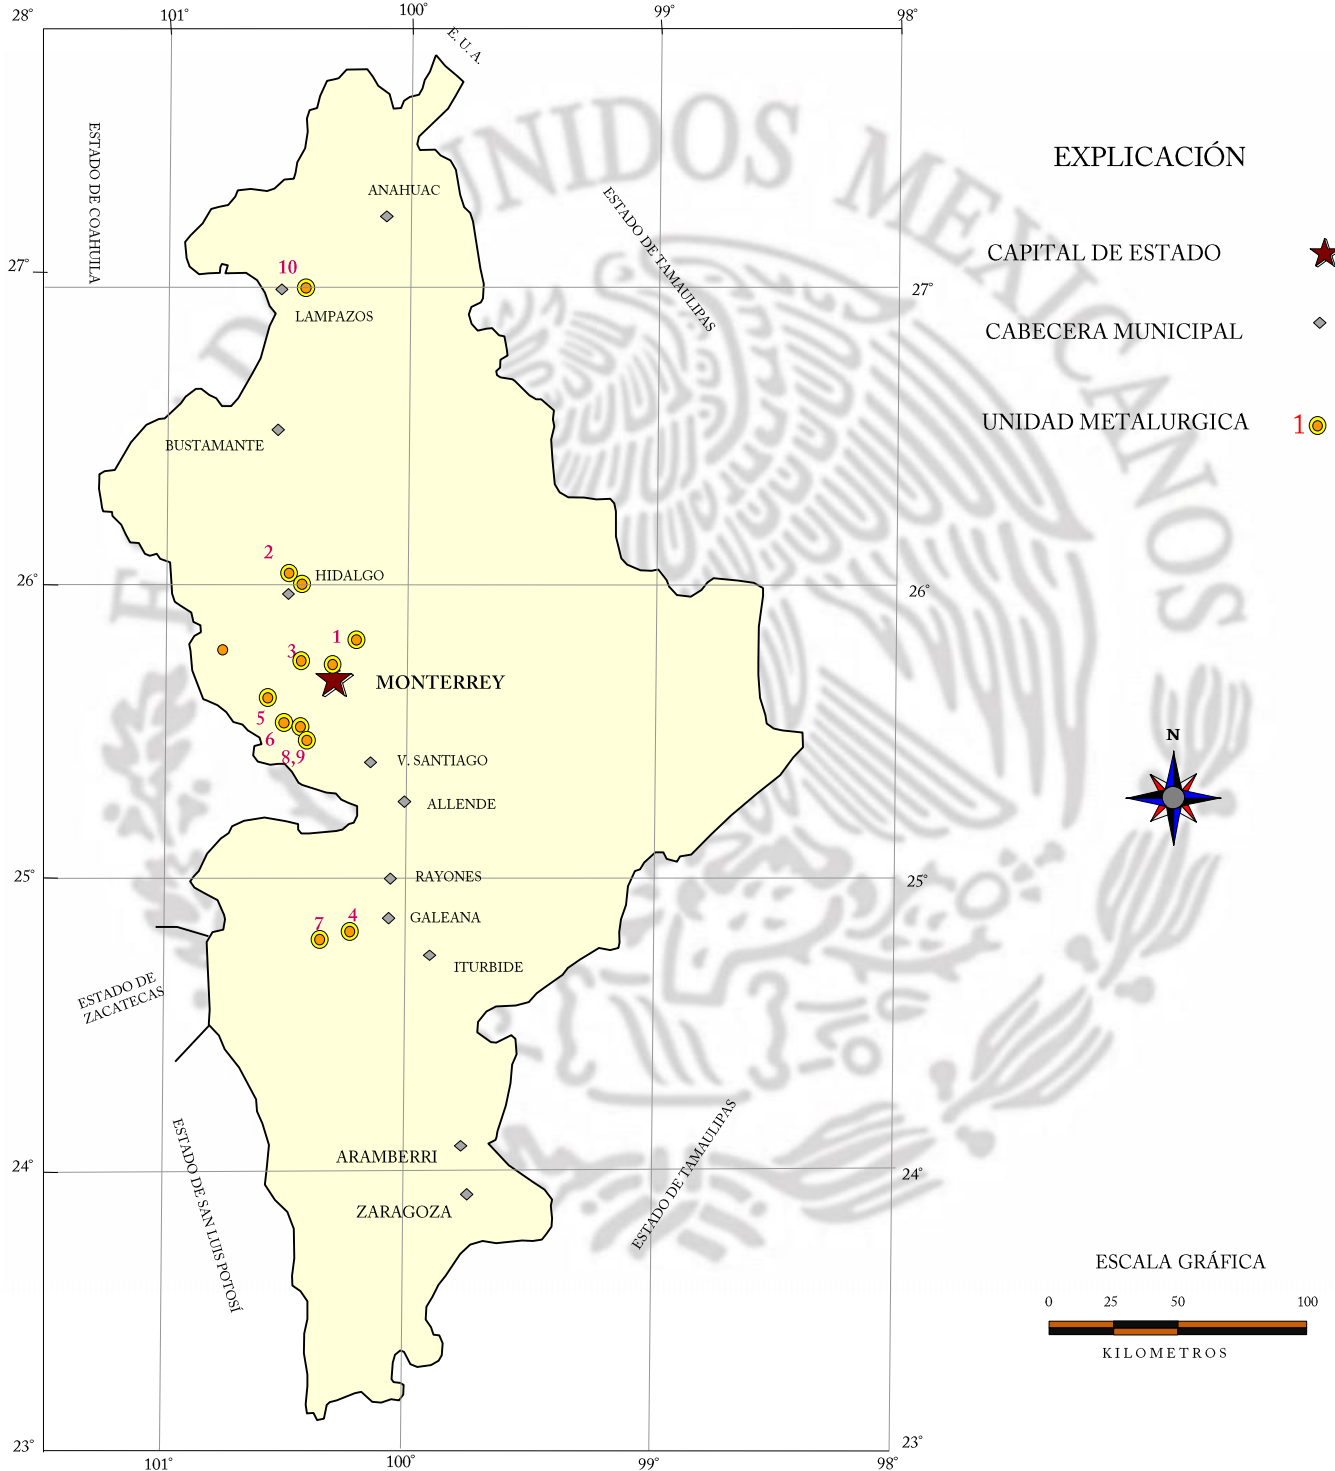 28°
101°
100°
99°
98°
E. U. A.
ESTADO DE COAHUILA
UNIDOS MEXICANOS
EXPLICACIÓN
ANAHUAC
ESTADO DE TAMAULIPAS
CAPITAL DE ESTADO
27°
10
27°
LAMPAZOS
CABECERA MUNICIPAL
UNIDAD METALURGICA
1
BUSTAMANTE
2
HIDALGO
26°
26°
1
3
MONTERREY
5
6
8,9
V. SANTIAGO
N
ALLENDE
RAYONES
25°
25°
7
4
GALEANA
ITURBIDE
ESTADO DE
ZACATECAS
ESTADO DE TAMAULIPAS
ARAMBERRI
24°
24°
ZARAGOZA
ESTADO DE SAN LUIS POTOSÍ
ESCALA GRÁFICA
0 25 50 100
KILOMETROS
23°
23°
101°
100°
99°
98°